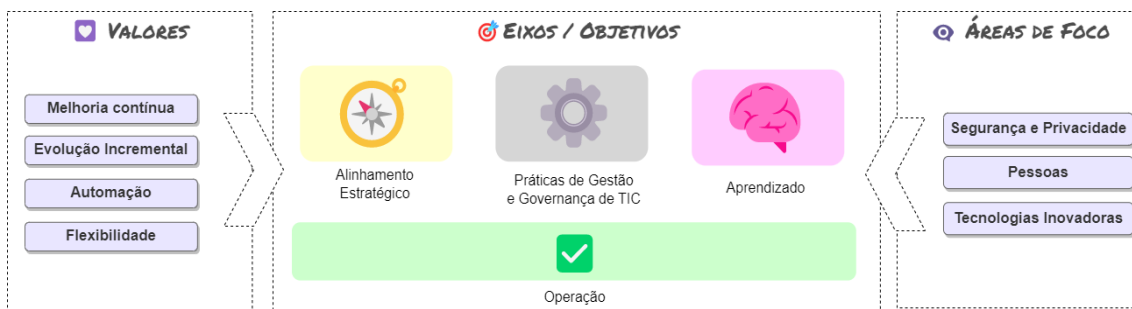 VALORES
Melhoria contínua
Evolução Incremental
Automação
Flexibilidade
EIXOS / OBJETIVOS
Alinhamento
Estratégico
Práticas de Gestão
e Governança de TIC
Aprendizado
Operação
ÁREAS DE FOCO
Segurança e Privacidade
Pessoas
Tecnologias Inovadoras